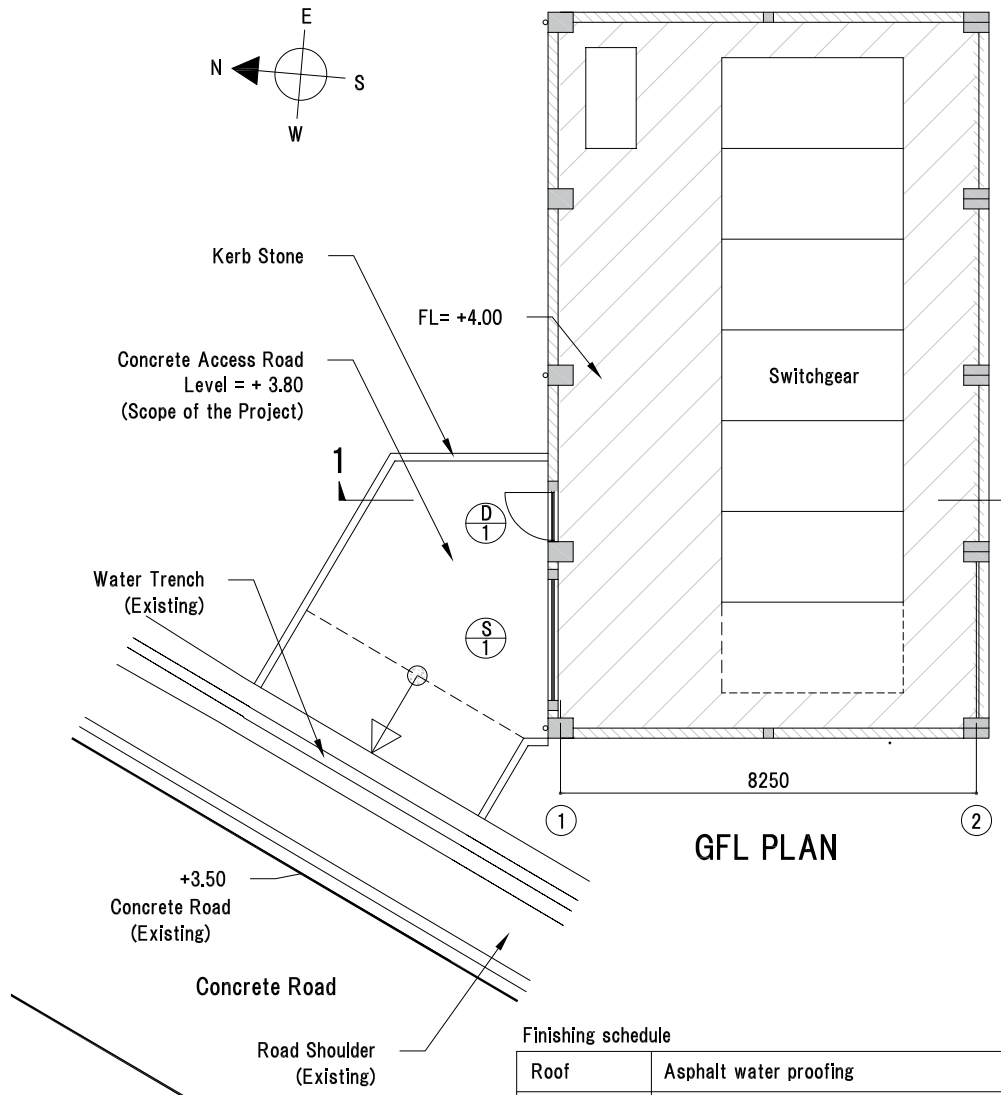 E
N
S
W
Kerb Stone
FL= +4.00
Concrete Access Road
Level = + 3.80
(Scope of the Project)
Switchgear
1
D
1
Water Trench
(Existing)
S
1
8250
1
2
GFL PLAN
+3.50
Concrete Road
(Existing)
Concrete Road
Road Shoulder
(Existing)
Finishing schedule
Roof
Asphalt water proofing